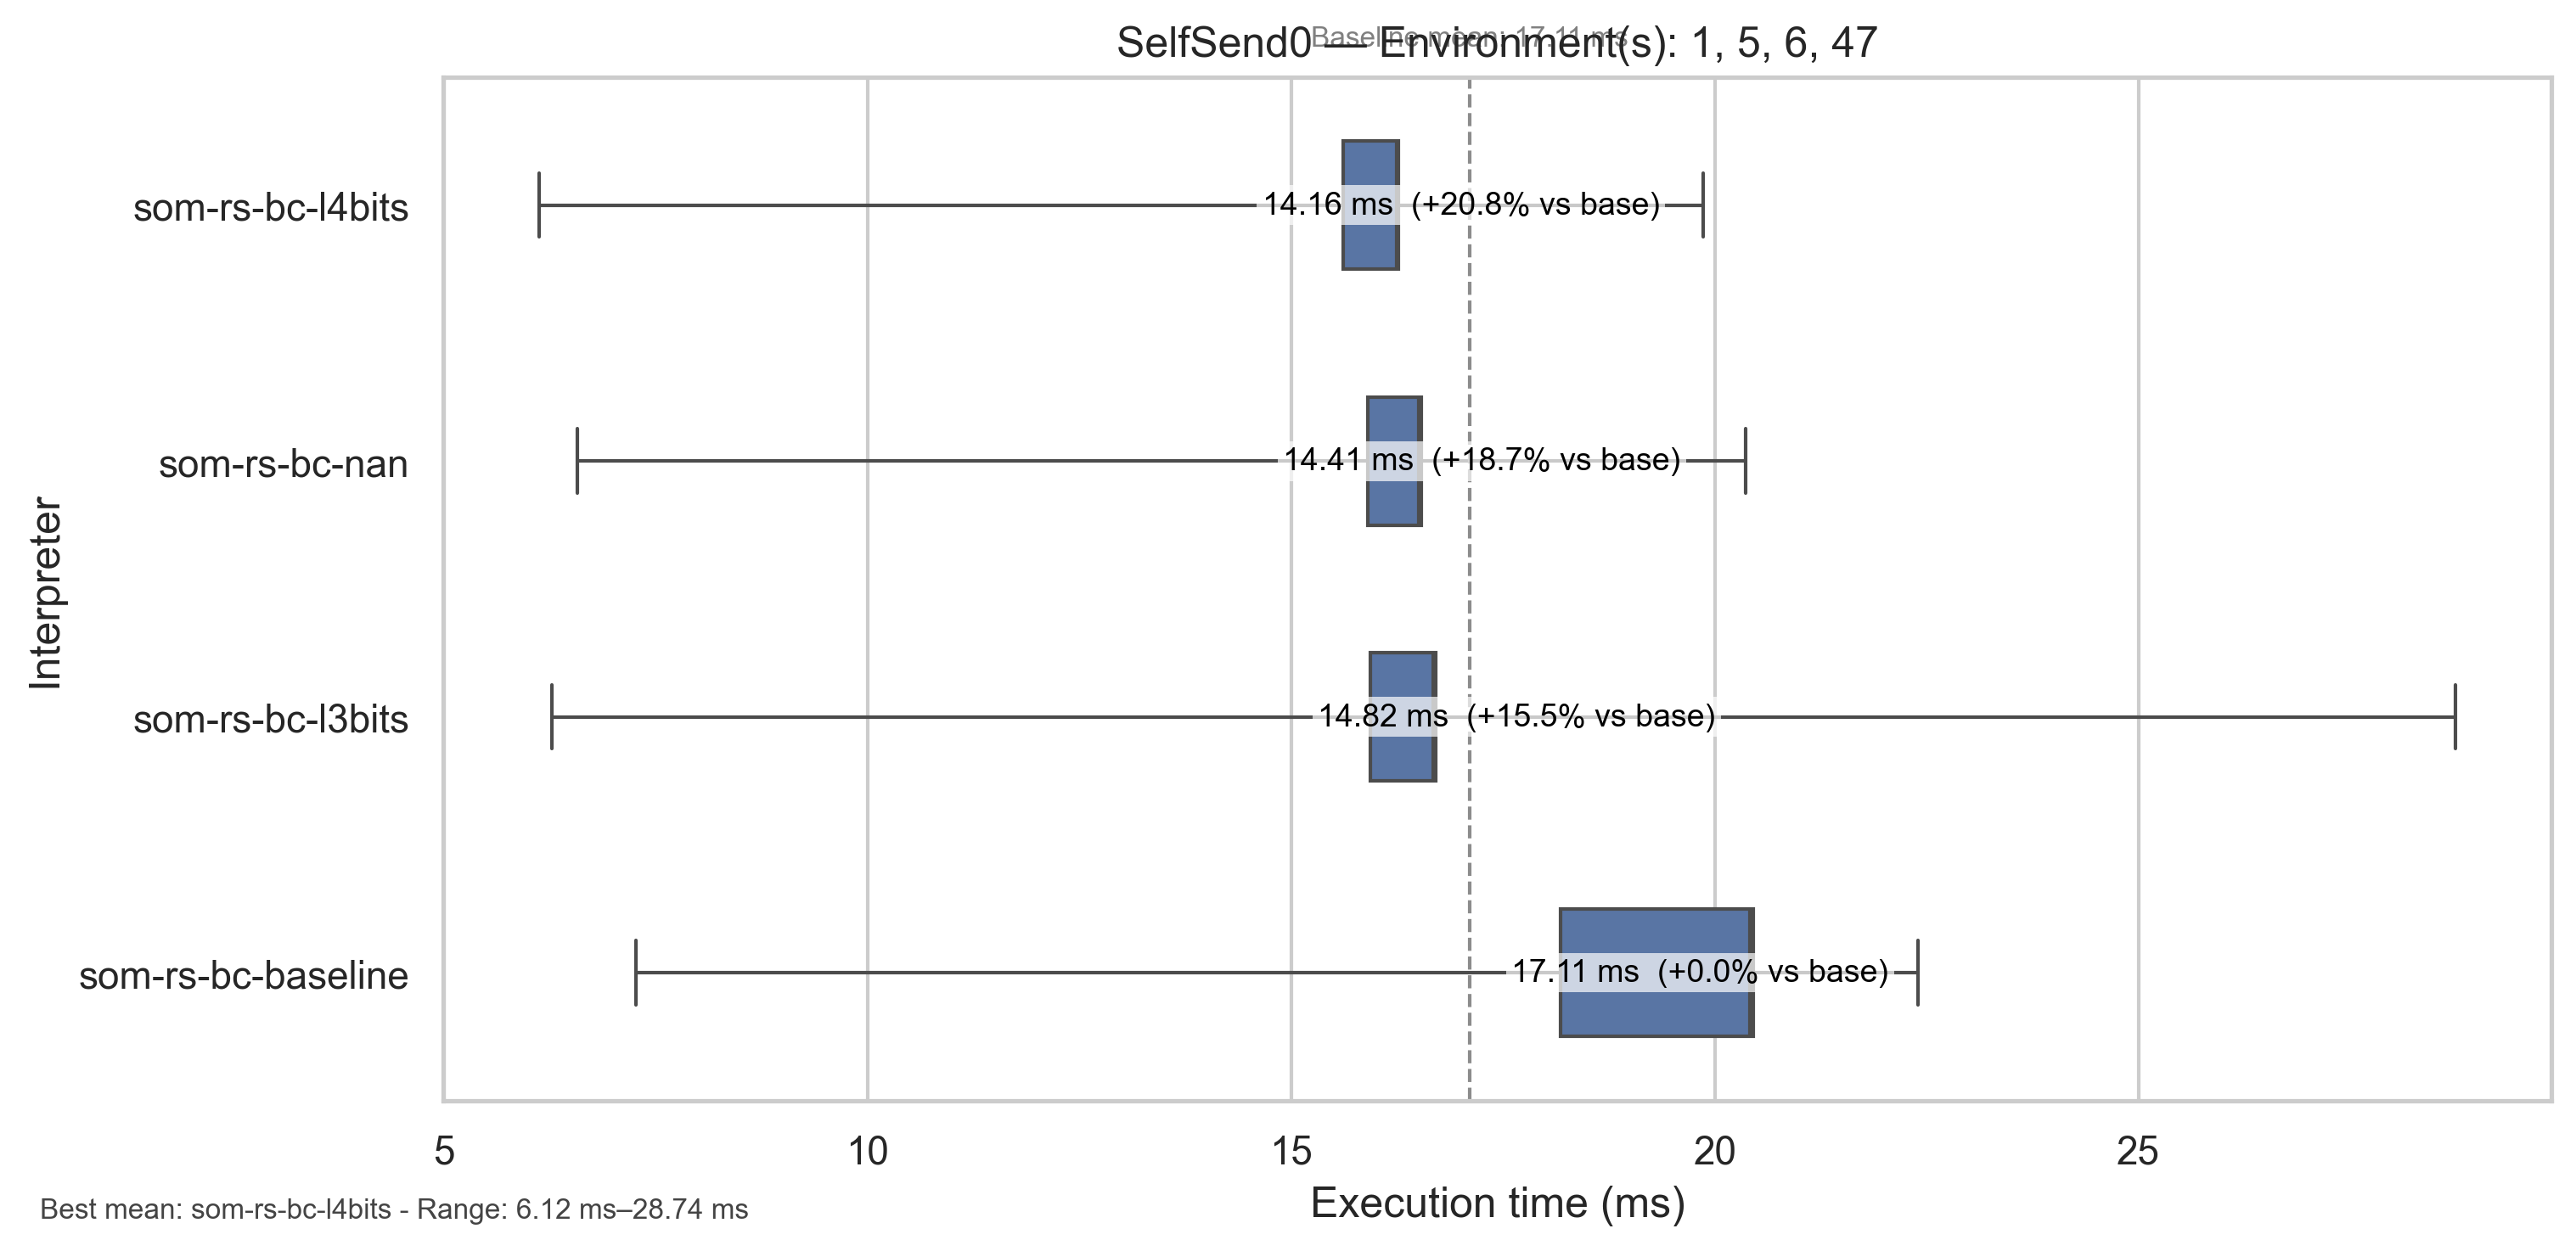 Baseline mean: 17.11 ms
SelfSend0 — Environment(s): 1, 5, 6, 47
Interpreter
som-rs-bc-l4bits
14.16 ms (+20.8% vs base)
som-rs-bc-nan
14.41 ms (+18.7% vs base)
som-rs-bc-l3bits
14.82 ms (+15.5% vs base)
som-rs-bc-baseline
17.11 ms (+0.0% vs base)
5 10 15 20 25
Execution time (ms)
Best mean: som-rs-bc-l4bits - Range: 6.12 ms–28.74 ms